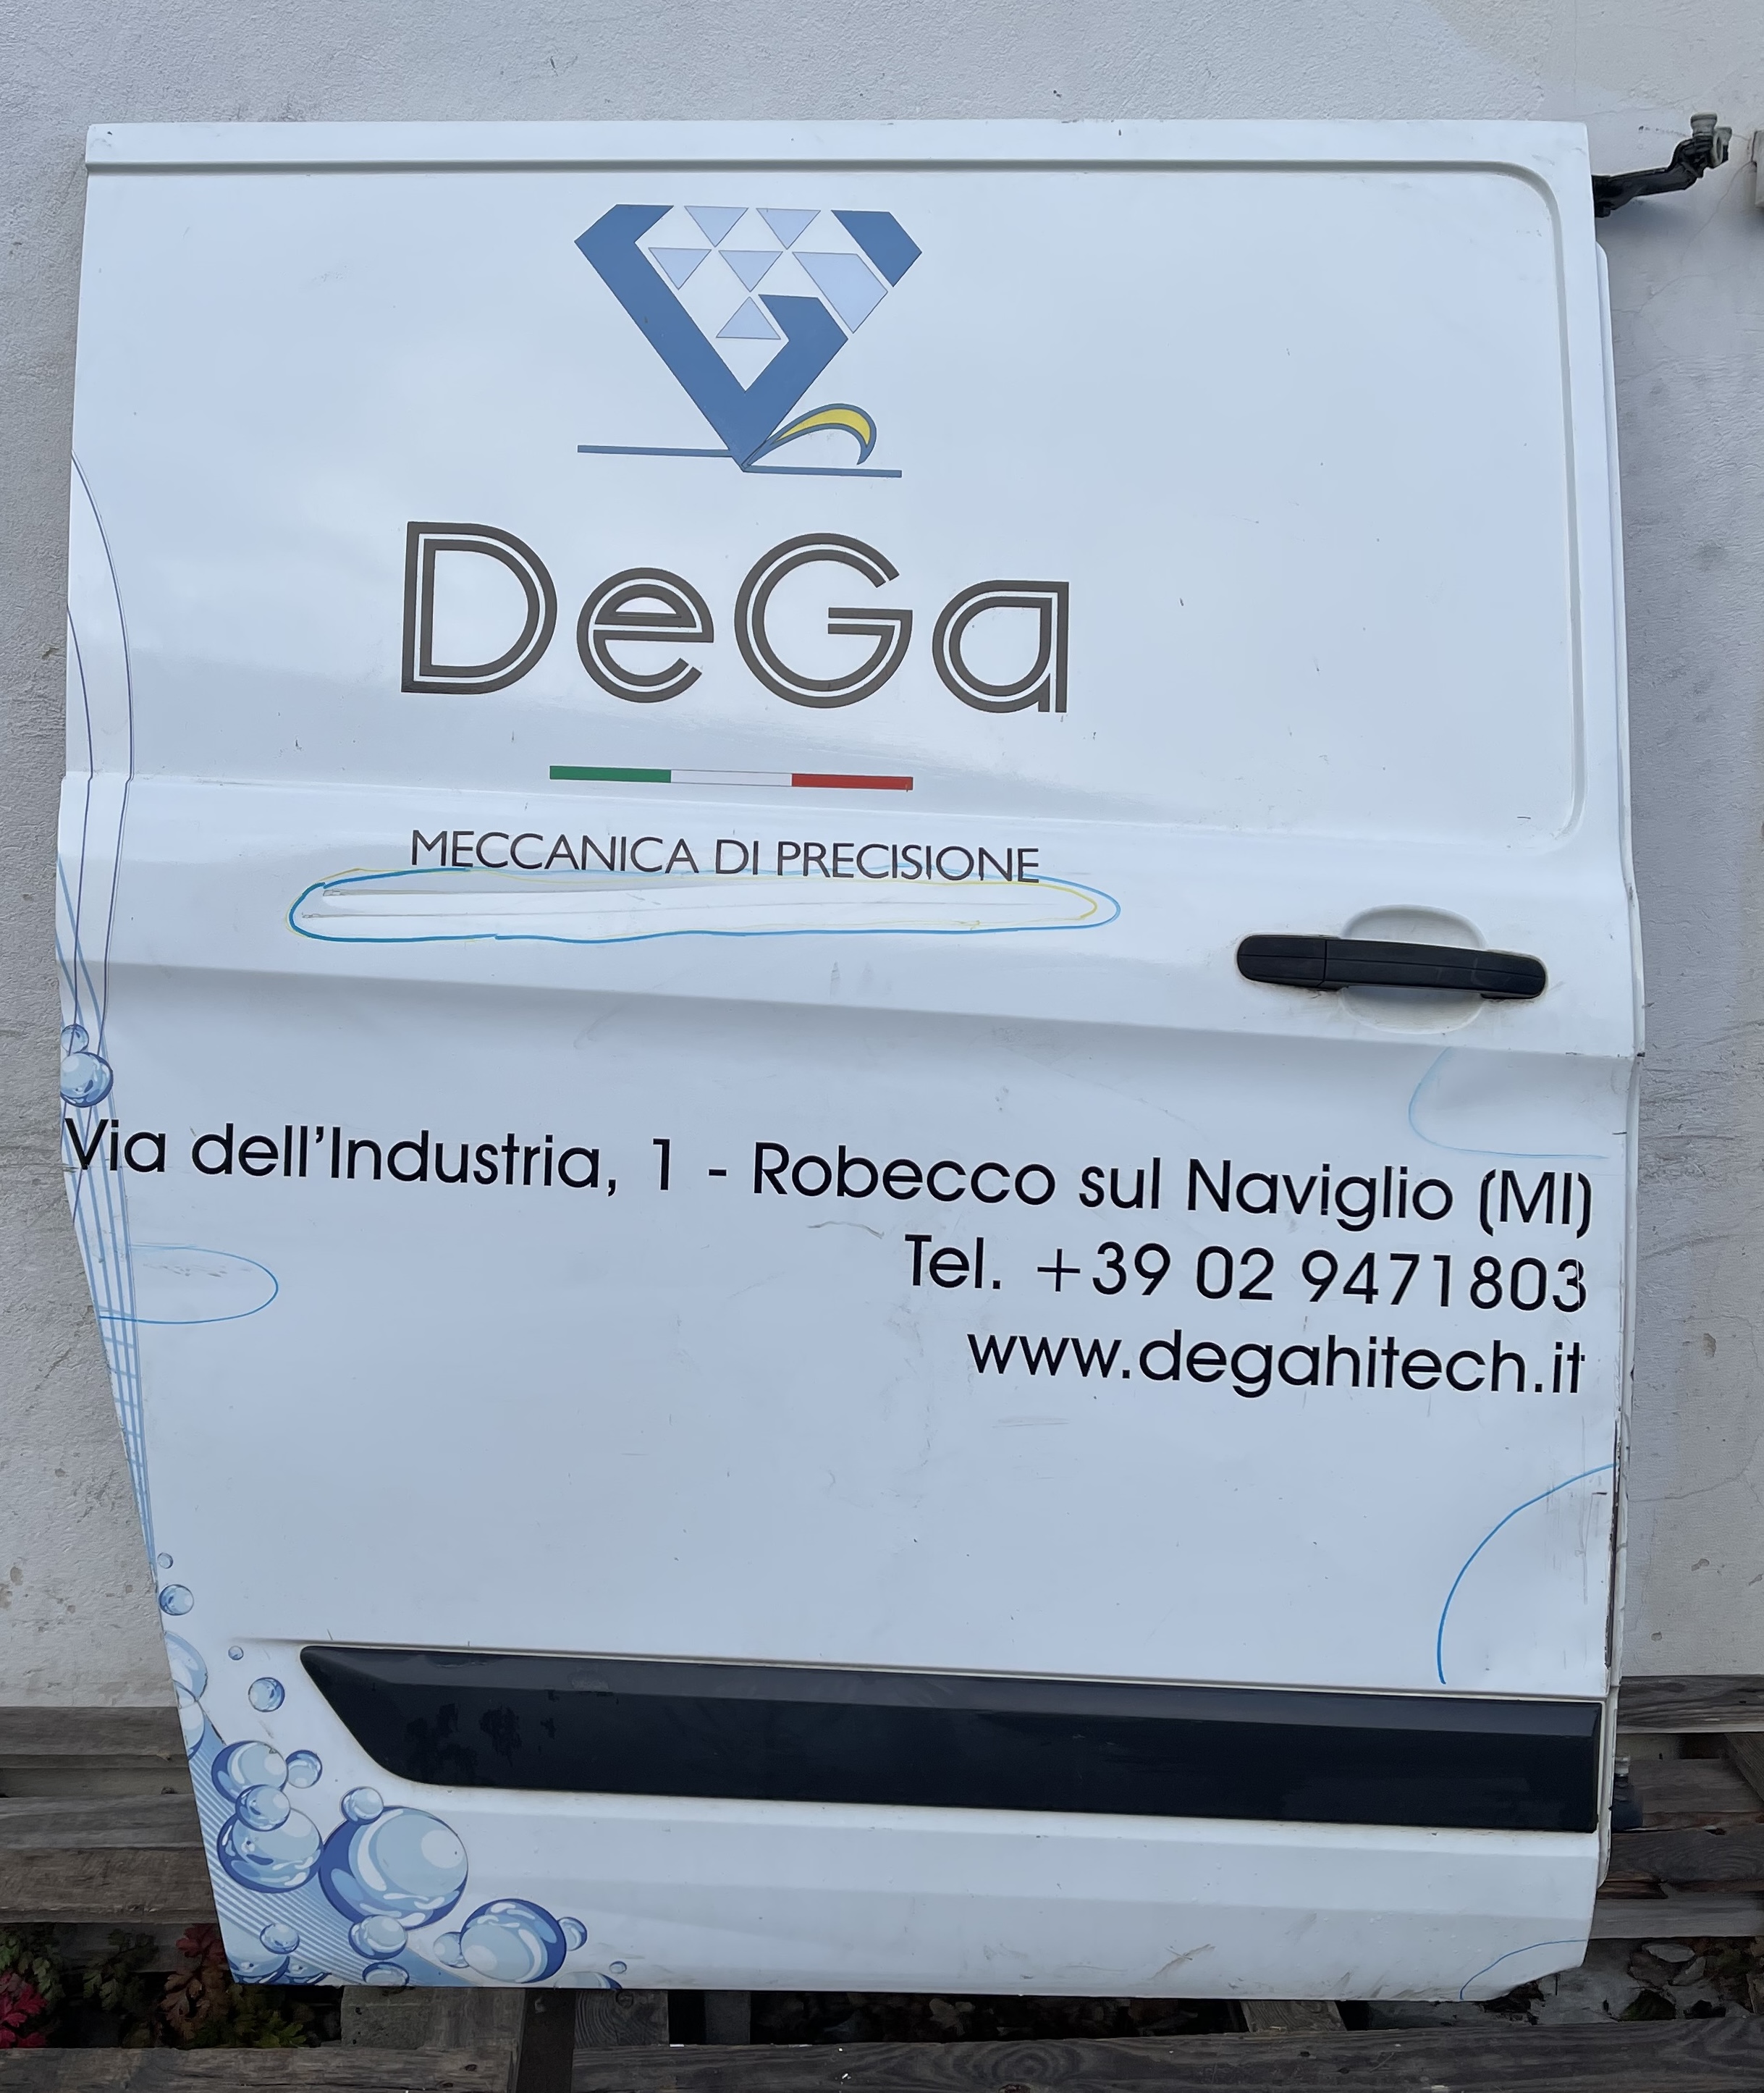 DeGa
MECCANICA DI PRECISIONE
Via dell'Industria, 1 - Robecco sul Naviglio (MI)
Tel. +39 02 9471803
www.degahitech.it